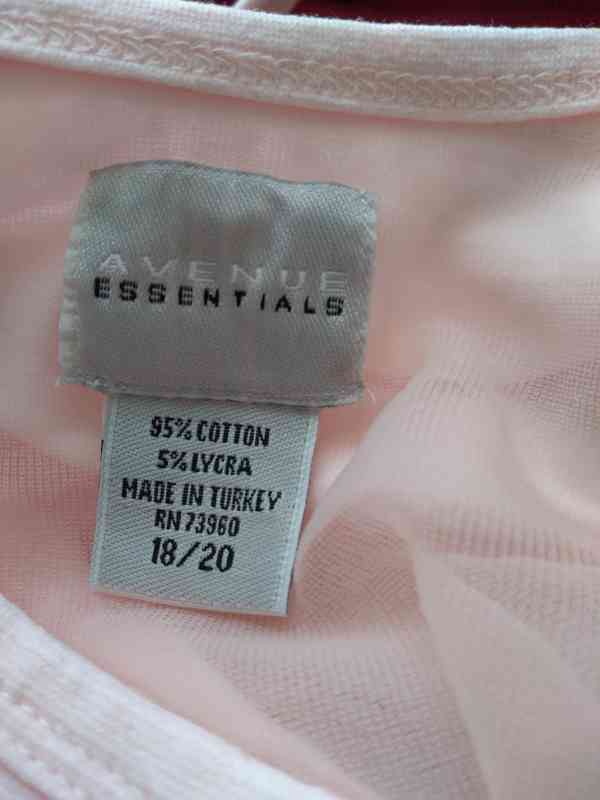 AVENUE
ESSENTIALS
95% COTTON
5% LYCRA
MADE IN TURKEY
RN 73960
18/20